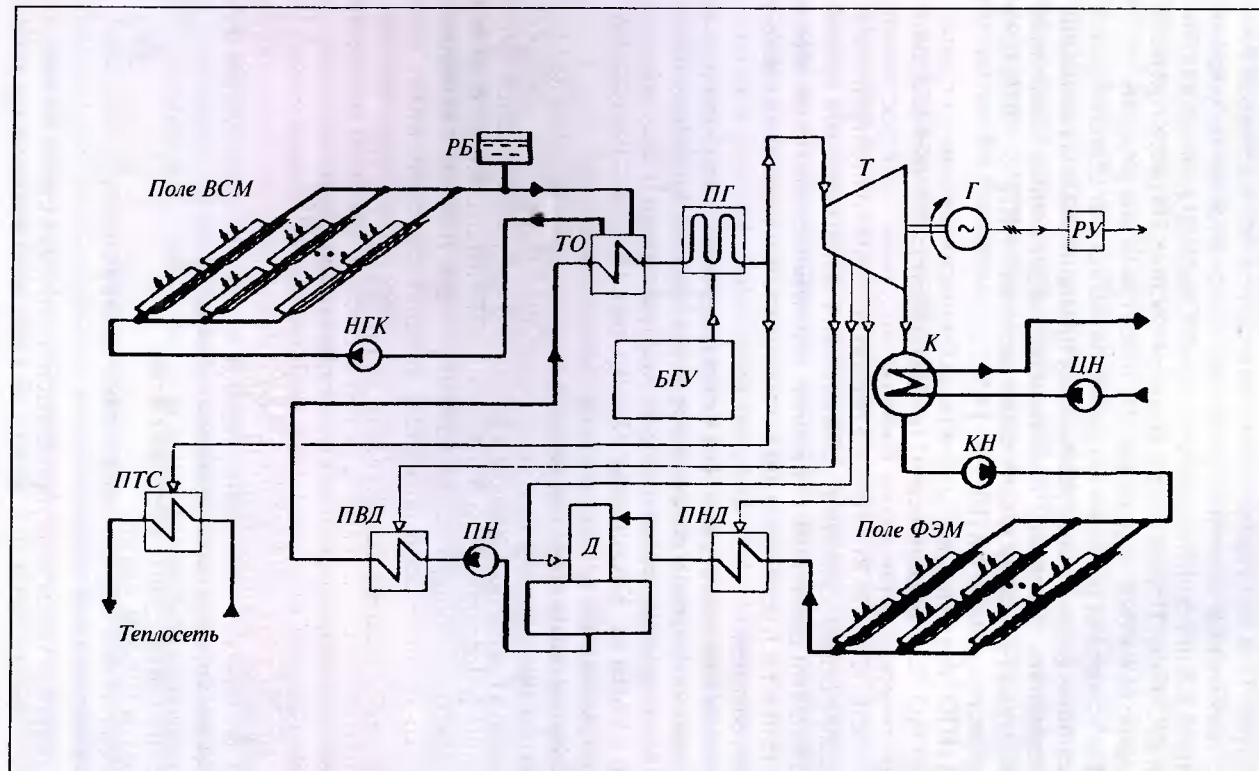 РБ
Поле ВСМ
ПГ
Т
Г
~
РУ
ТО
НГК
БГУ
К
ЦН
КН
ПТС
ПВД
ПН
Д
ПНД
Поле ФЭМ
Теплосеть